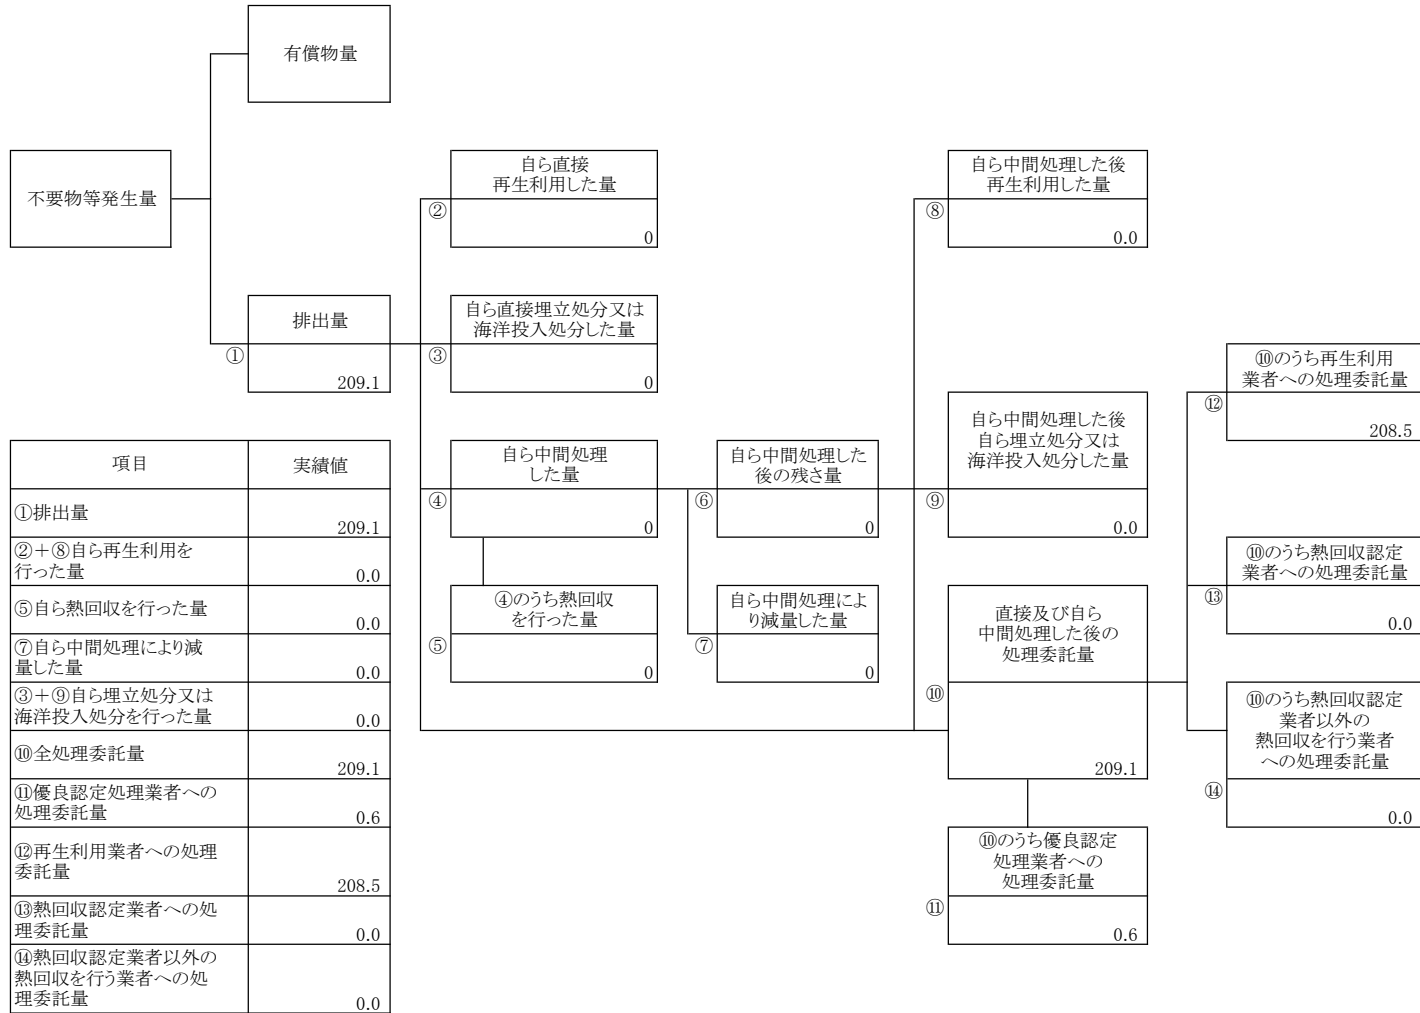 有償物量
不要物等発生量
自ら直接
再生利用した量
②
0
自ら中間処理した後
再生利用した量
⑧
0.0
排出量
①
209.1
自ら直接埋立処分又は
海洋投入処分した量
③
0
⑩のうち再生利用
業者への処理委託量
⑫
208.5
自ら中間処理
した量
④
0
自ら中間処理した
後の残さ量
⑥
0
自ら中間処理した後
自ら埋立処分又は
海洋投入処分した量
⑨
0.0
⑩のうち熱回収認定
業者への処理委託量
⑬
0.0
④のうち熱回収
を行った量
⑤
0
自ら中間処理によ
り減量した量
⑦
0
直接及び自ら
中間処理した後の
処理委託量
⑩
209.1
⑩のうち熱回収認定
業者以外の
熱回収を行う業者
への処理委託量
⑭
0.0
⑩のうち優良認定
処理業者への
処理委託量
⑪
0.6
項目
実績値
①排出量
209.1
②＋⑧自ら再生利用を
行った量
0.0
⑤自ら熱回収を行った量
0.0
⑦自ら中間処理により減
量した量
0.0
③＋⑨自ら埋立処分又は
海洋投入処分を行った量
0.0
⑩全処理委託量
209.1
⑪優良認定処理業者への
処理委託量
0.6
⑫再生利用業者への処理
委託量
208.5
⑬熱回収認定業者への処
理委託量
0.0
⑭熱回収認定業者以外の
熱回収を行う業者への処
理委託量
0.0